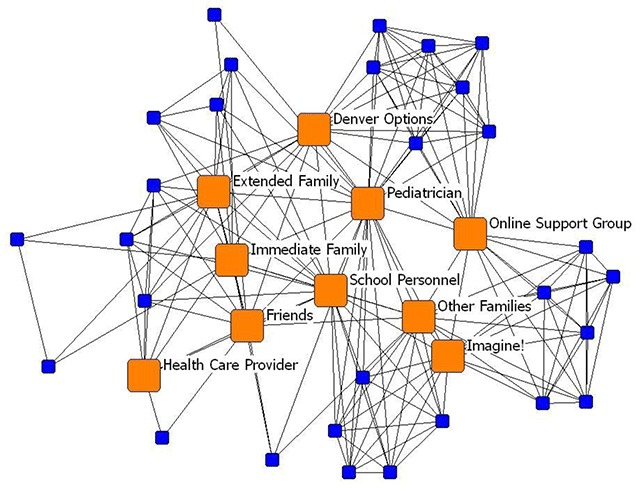 Denver Options
Extended Family
Pediatrician
Online Support Group
Immediate Family
School Personnel
Other Families
Friends
Imagine!
Health Care Provider